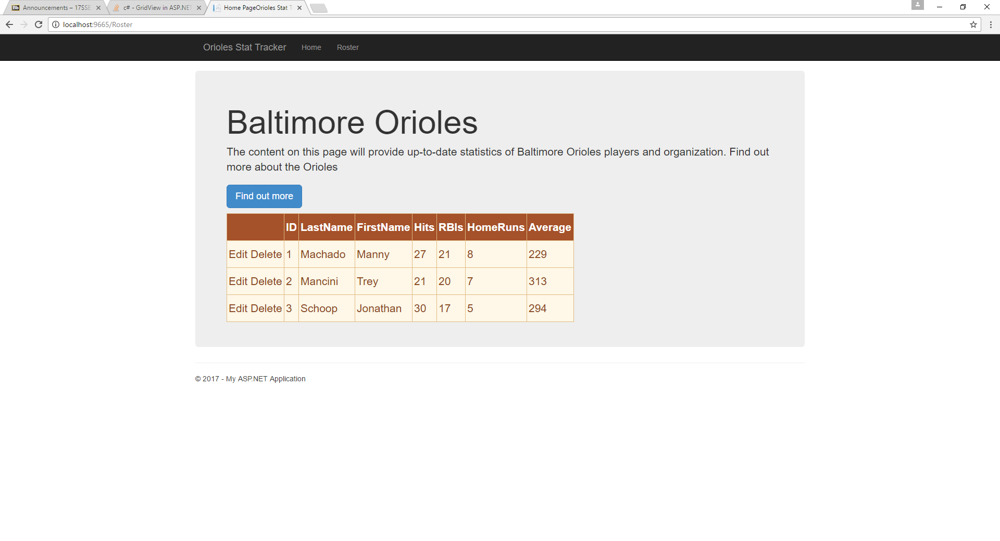 Bb Announcements – 17SSE
c# - GridView in ASP.NET
Home PageOrioles Stat T
localhost:9665/Roster
Orioles Stat Tracker Home Roster
Baltimore Orioles
The content on this page will provide up-to-date statistics of Baltimore Orioles players and organization. Find out
more about the Orioles
Find out more
ID LastName FirstName Hits RBIs HomeRuns Average
Edit Delete 1 Machado Manny 27 21 8 229
Edit Delete 2 Mancini Trey 21 20 7 313
Edit Delete 3 Schoop Jonathan 30 17 5 294
© 2017 - My ASP.NET Application